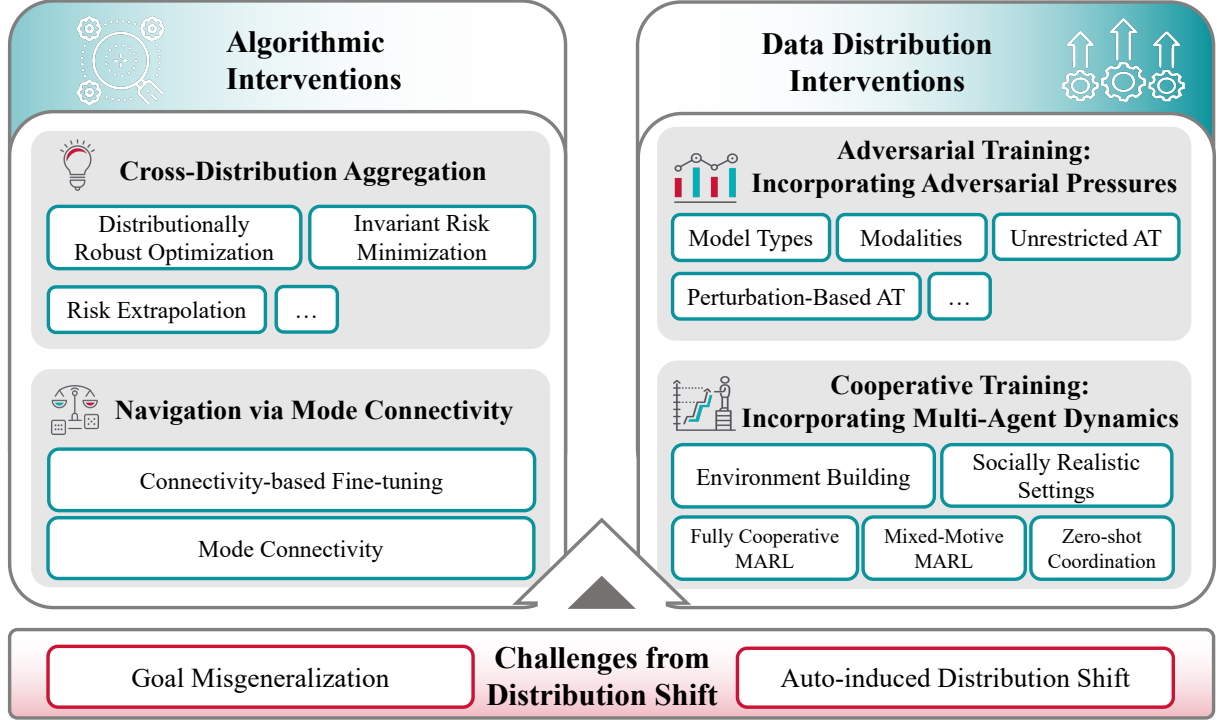 Algorithmic
Interventions
Cross-Distribution Aggregation
Distributionally
Robust Optimization
Invariant Risk
Minimization
Risk Extrapolation
…
Navigation via Mode Connectivity
Connectivity-based Fine-tuning
Mode Connectivity
Data Distribution
Interventions
Adversarial Training:
Incorporating Adversarial Pressures
Model Types
Modalities
Unrestricted AT
Perturbation-Based AT
…
Cooperative Training:
Incorporating Multi-Agent Dynamics
Environment Building
Socially Realistic
Settings
Fully Cooperative
MARL
Mixed-Motive
MARL
Zero-shot
Coordination
Goal Misgeneralization
Challenges from
Distribution Shift
Auto-induced Distribution Shift